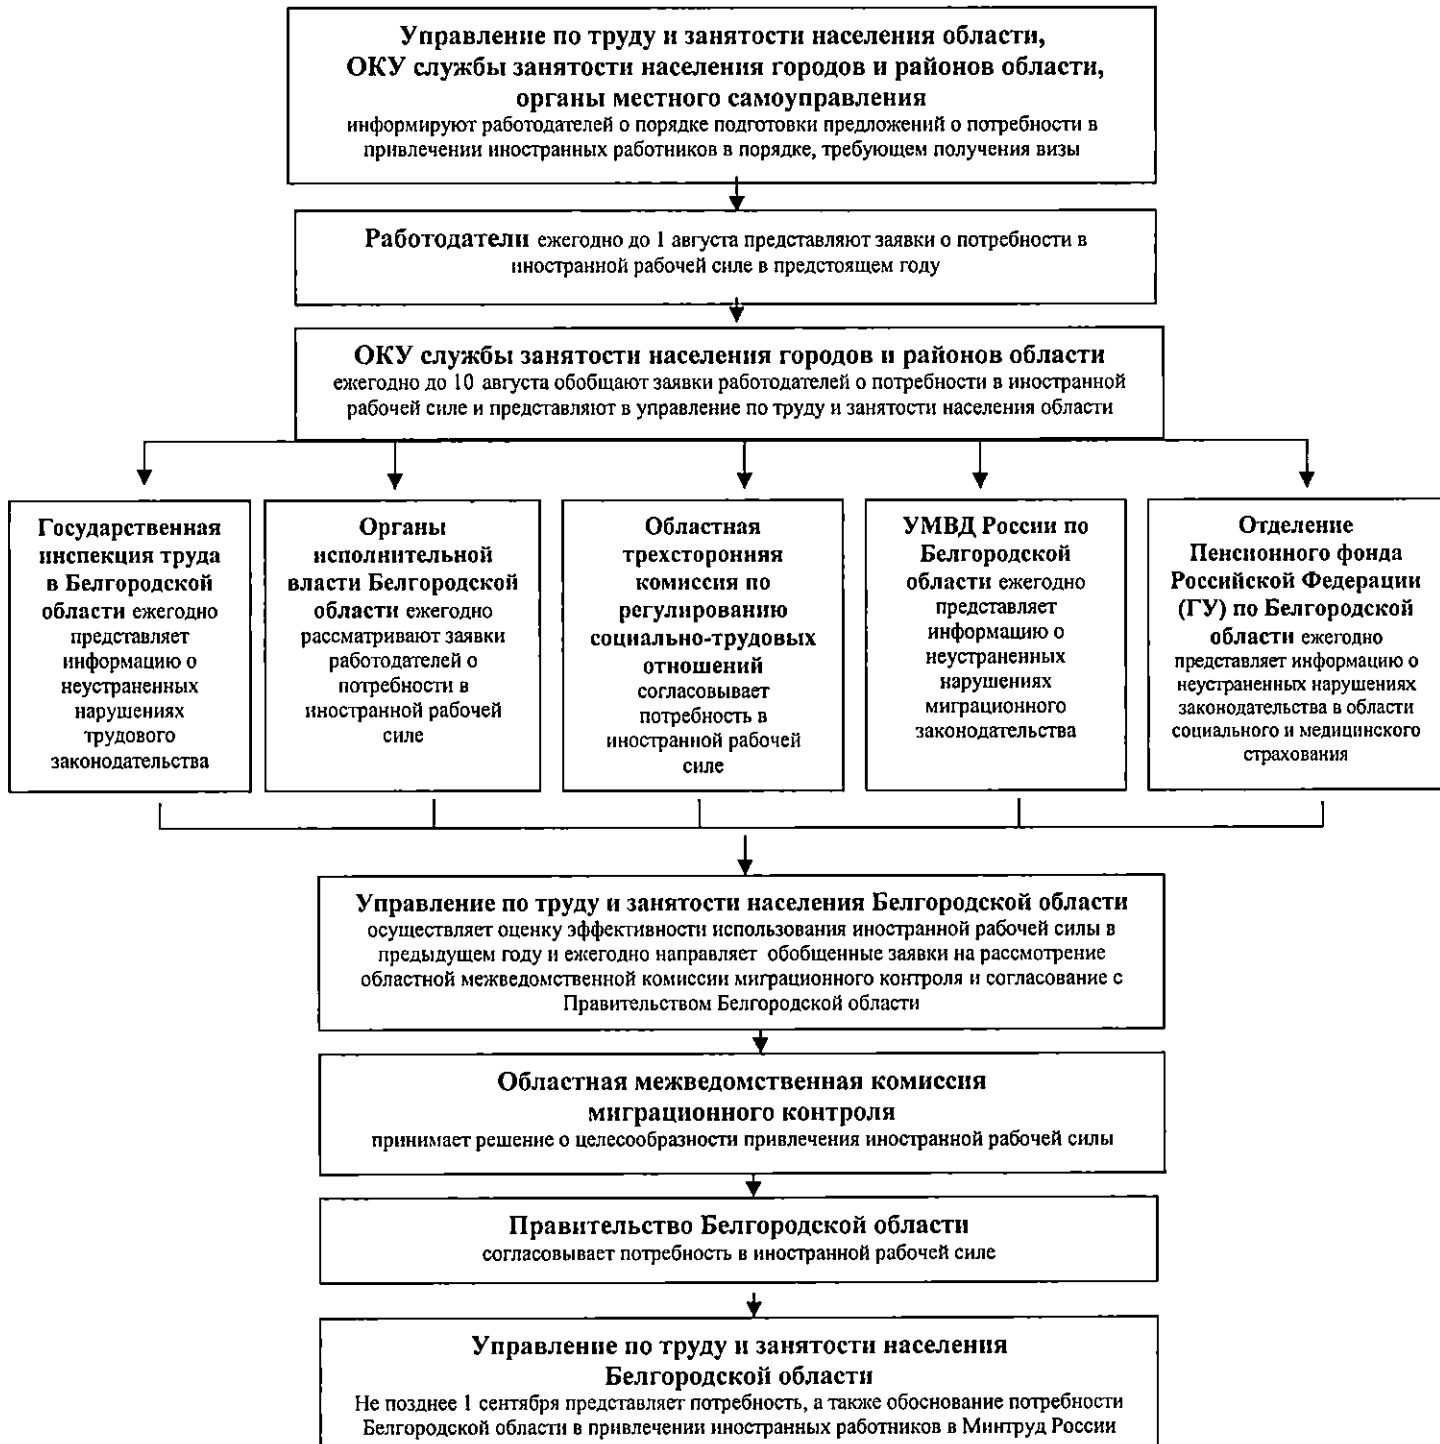 Управление по труду и занятости населения области,
ОКУ службы занятости населения городов и районов области,
органы местного самоуправления
информируют работодателей о порядке подготовки предложений о потребности в
привлечении иностранных работников в порядке, требующем получения визы
Работодатели ежегодно до 1 августа представляют заявки о потребности в
иностранной рабочей силе в предстоящем году
ОКУ службы занятости населения городов и районов области
ежегодно до 10 августа обобщают заявки работодателей о потребности в иностранной
рабочей силе и представляют в управление по труду и занятости населения области
Государственная
инспекция труда
в Белгородской
области ежегодно
представляет
информацию о
неустраненных
нарушениях
трудового
законодательства
Органы
исполнительной
власти Белгородской
области ежегодно
рассматривают заявки
работодателей о
потребности в
иностранной рабочей
силе
Областная
трехсторонняя
комиссия по
регулированию
социально-трудовых
отношений
согласовывает
потребность в
иностранной рабочей
силе
УМВД России по
Белгородской
области ежегодно
представляет
информацию о
неустраненных
нарушениях
миграционного
законодательства
Отделение
Пенсионного фонда
Российской Федерации
(ГУ) по Белгородской
области ежегодно
представляет информацию о
неустраненных нарушениях
законодательства в области
социального и медицинского
страхования
Управление по труду и занятости населения Белгородской области
осуществляет оценку эффективности использования иностранной рабочей силы в
предыдущем году и ежегодно направляет обобщенные заявки на рассмотрение
областной межведомственной комиссии миграционного контроля и согласование с
Правительством Белгородской области
Областная межведомственная комиссия
миграционного контроля
принимает решение о целесообразности привлечения иностранной рабочей силы
Правительство Белгородской области
согласовывает потребность в иностранной рабочей силе
Управление по труду и занятости населения
Белгородской области
Не позднее 1 сентября представляет потребность, а также обоснование потребности
Белгородской области в привлечении иностранных работников в Минтруд России